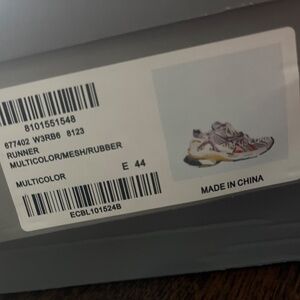 8101551548
677402 W3RB6 8123
RUNNER
MULTICOLOR/MESH/RUBBER
E 44
MULTICOLOR
MADE IN CHINA
ECBL101524B